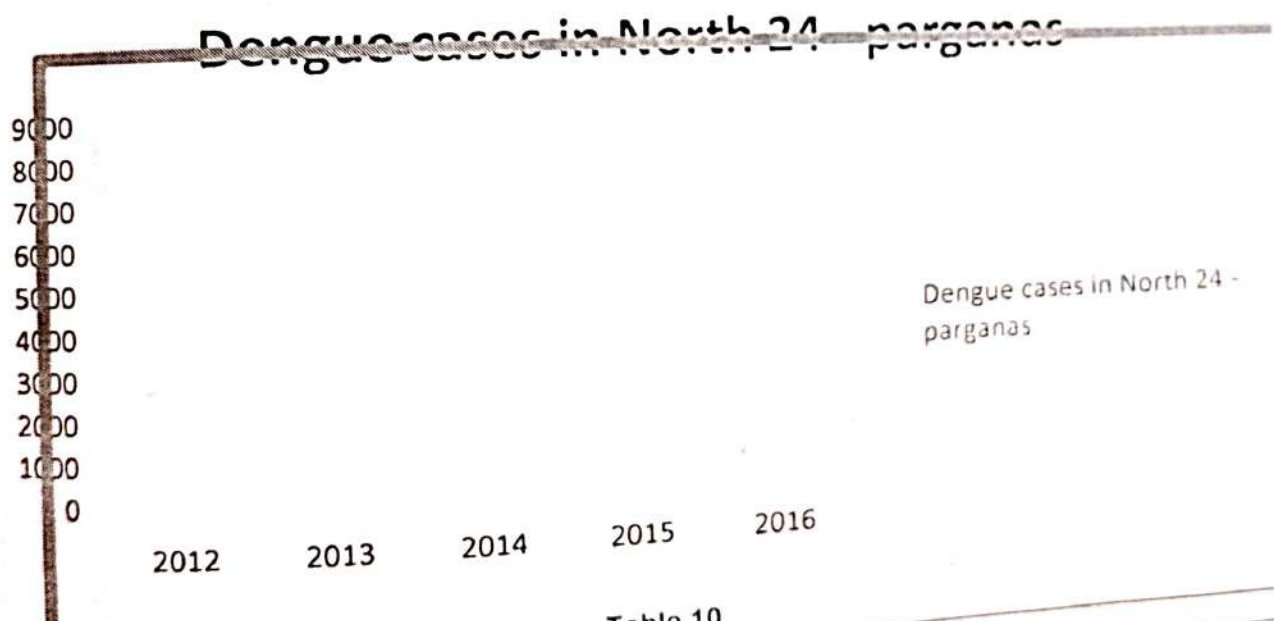 Dengue cases in North 24 - parganas
9000
8000
7000
6000
5000
4000
3000
2000
1000
0
Dengue cases in North 24 -
parganas
2012 2013 2014 2015 2016
Table 10